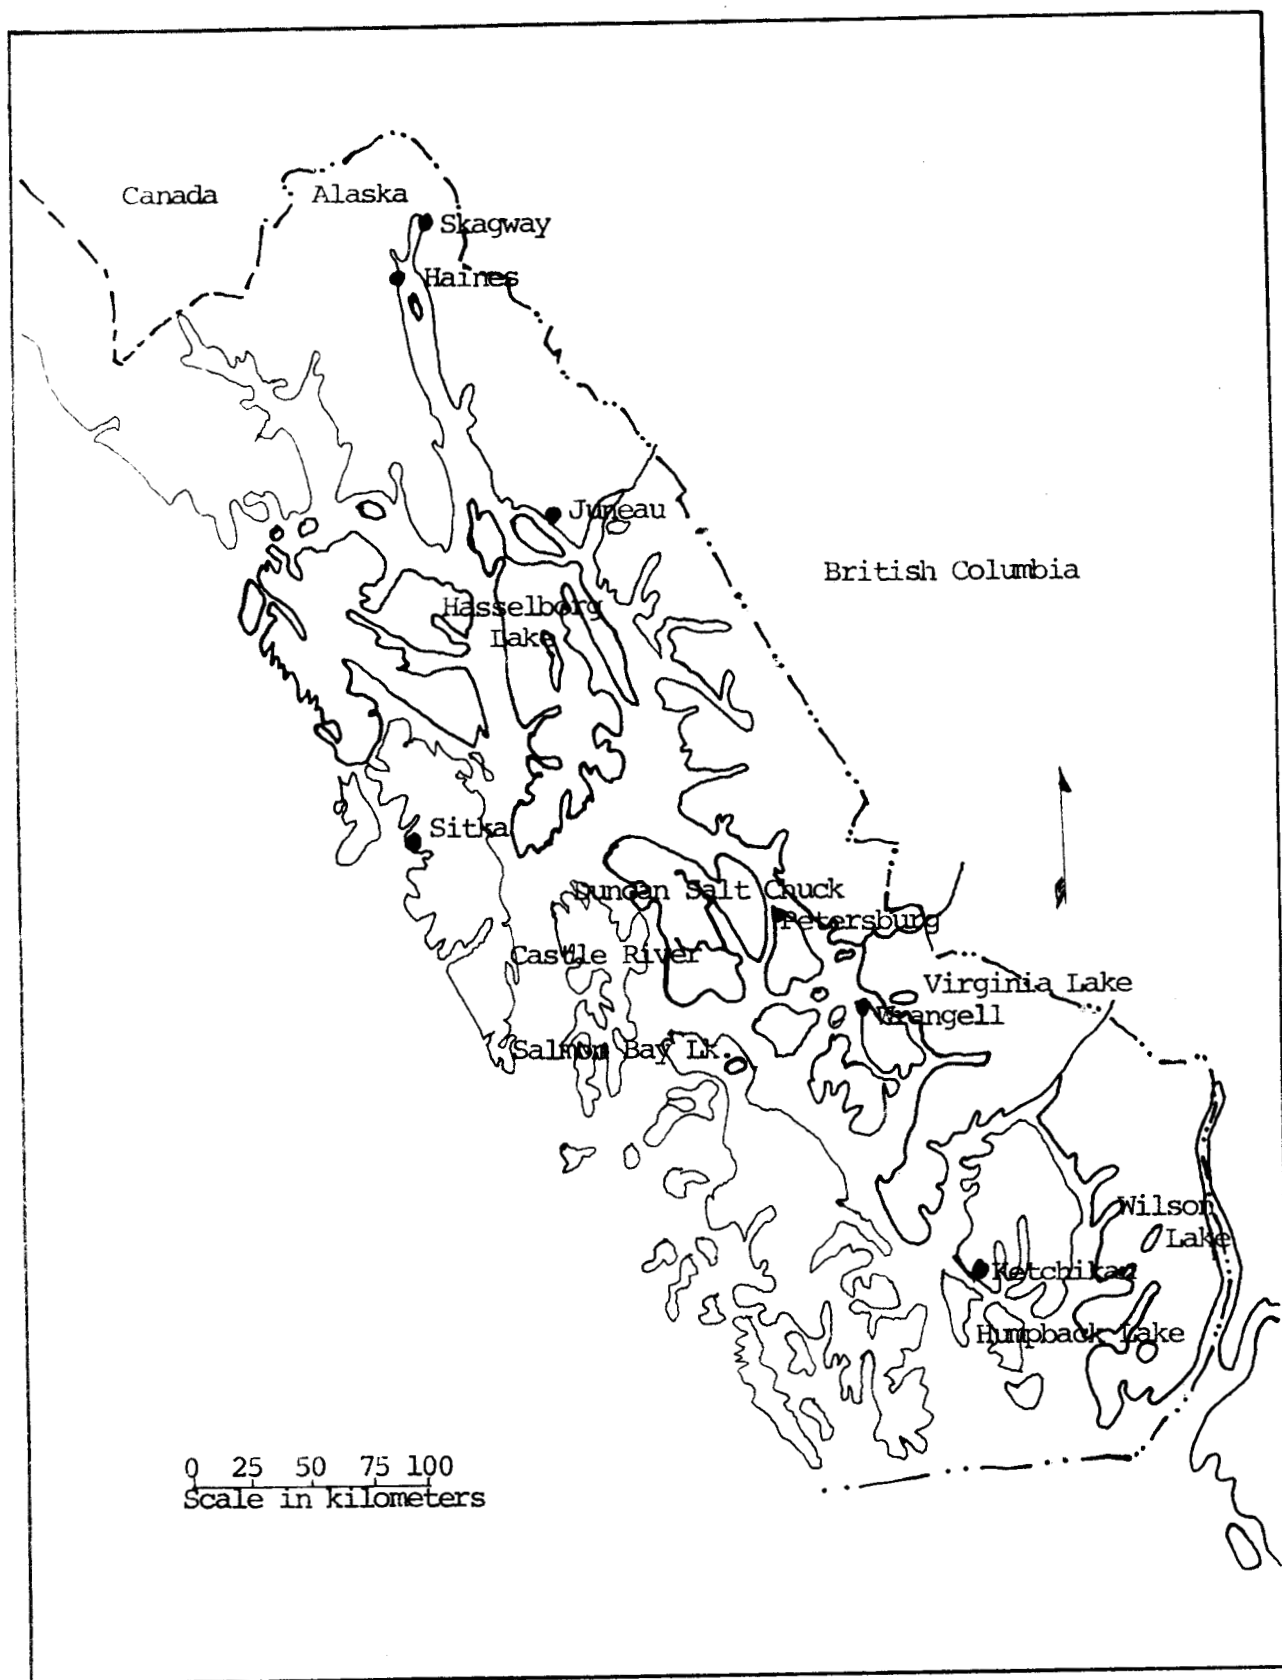 Canada
Alaska
Skagway
Haines
Juneau
British Columbia
Hasselborg
Lake
Sitka
Duncan Salt Chuck
Petersburg
Castle River
Virginia Lake
Wrangell
Salmon Bay Lk.
Wilson
Lake
Ketchikan
Humpback Lake
0 25 50 75 100
Scale in kilometers